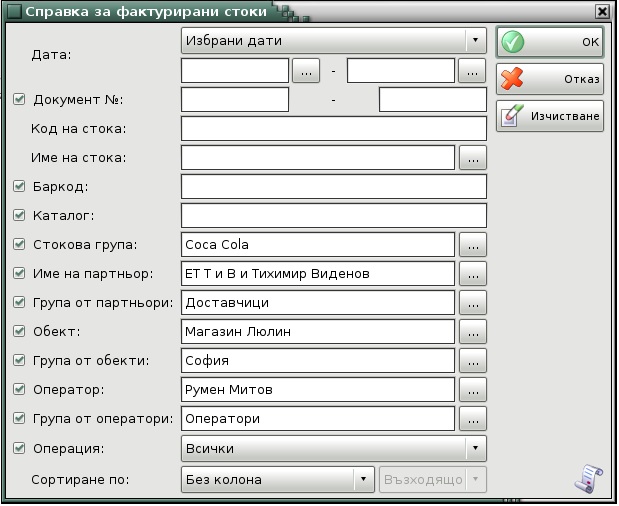 Справка за фактурирани стоки
Дата: Избрани дати OK
... - ... Отказ
Документ №: - Изчистване
Код на стока:
Име на стока: ...
Баркод:
Каталог:
Стокова група: Coca Cola ...
Име на партньор: ЕТ Т и В и Тихимир Виденов ...
Група от партньори: Доставчици ...
Обект: Магазин Люлин ...
Група от обекти: София ...
Оператор: Румен Митов ...
Група от оператори: Оператори ...
Операция: Всички
Сортиране по: Без колона Възходящо